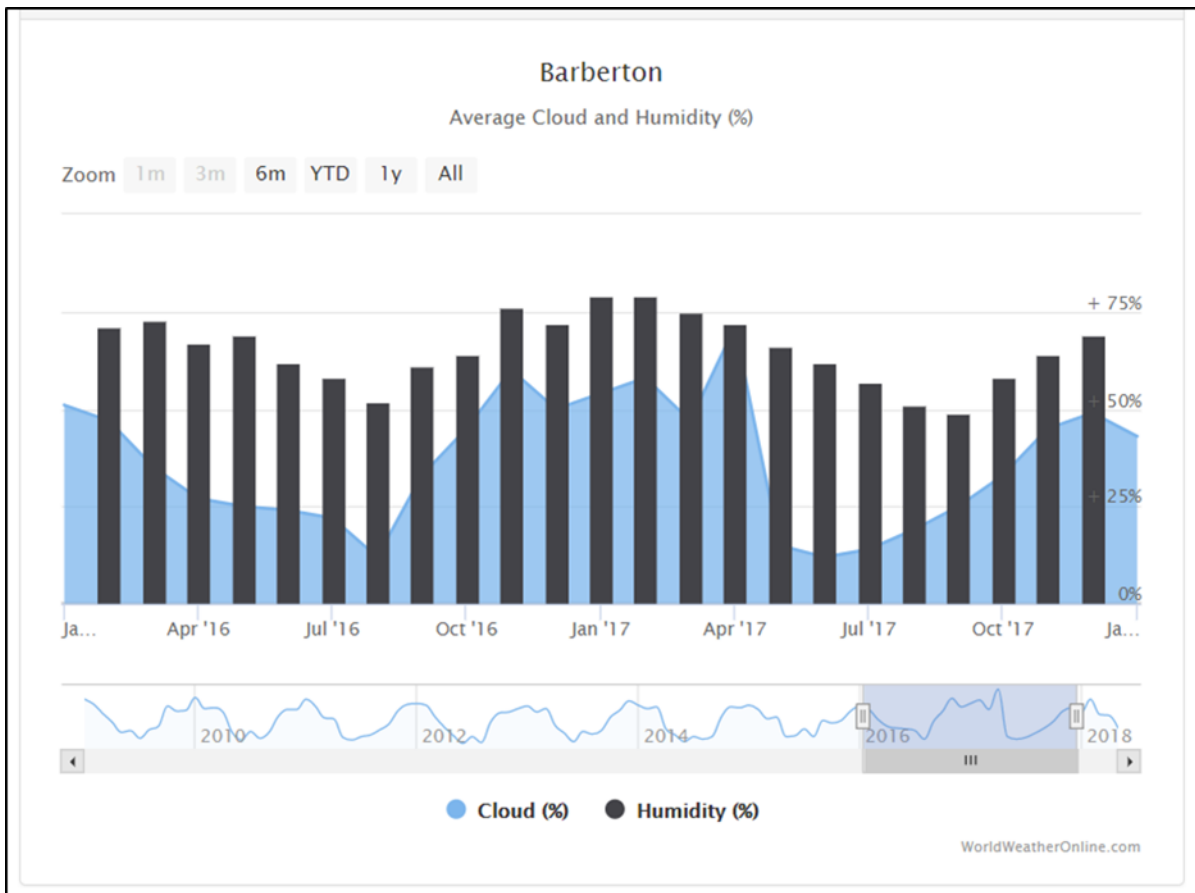 Barberton
Average Cloud and Humidity (%)
Zoom 1m 3m 6m YTD 1y All
+ 75%
+ 50%
+ 25%
0%
Ja... Apr '16 Jul '16 Oct '16 Jan '17 Apr '17 Jul '17 Oct '17 Ja...
2010 2012 2014 2016 2018
Cloud (%) Humidity (%)
WorldWeatherOnline.com